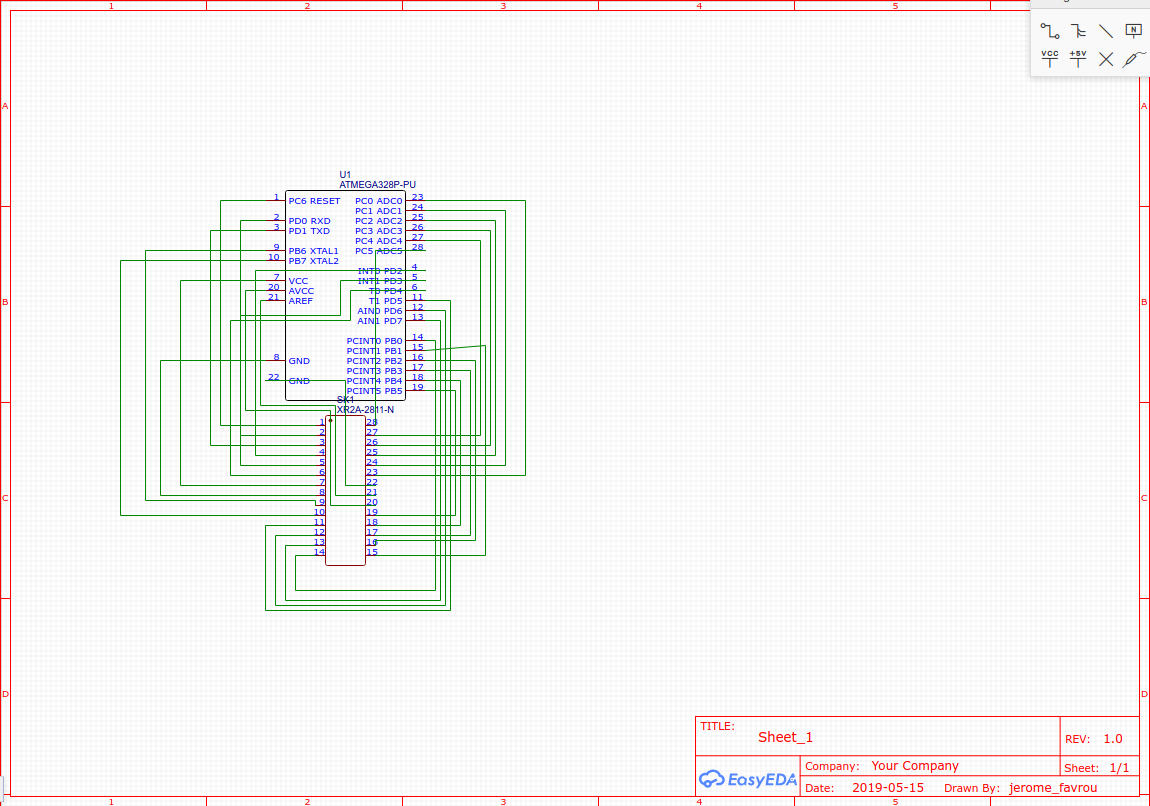 1 2 3 4 5
VCC +5V N
A A
U1
ATMEGA328P-PU
1 PC6 RESET PC0 ADC0 23
PC1 ADC1 24
2 PD0 RXD PC2 ADC2 25
3 PD1 TXD PC3 ADC3 26
PC4 ADC4 27
9 PB6 XTAL1 PC5 ADC5 28
10 PB7 XTAL2
INT0 PD2 4
7 VCC INT1 PD3 5
20 AVCC T0 PD4 6
21 AREF T1 PD5 11
B AIN0 PD6 12 B
AIN1 PD7 13
PCINT0 PB0 14
PCINT1 PB1 15
8 GND PCINT2 PB2 16
PCINT3 PB3 17
22 GND PCINT4 PB4 18
PCINT5 PB5 19
SK1
XR2A-2811-N
1 28
2 27
3 26
4 25
5 24
6 23
7 22
8 21
C C
9 20
10 19
11 18
12 17
13 16
14 15
D D
TITLE:
Sheet_1
REV: 1.0
Company: Your Company
Sheet: 1/1
EasyEDA
Date: 2019-05-15 Drawn By: jerome_favrou
1 2 3 4 5